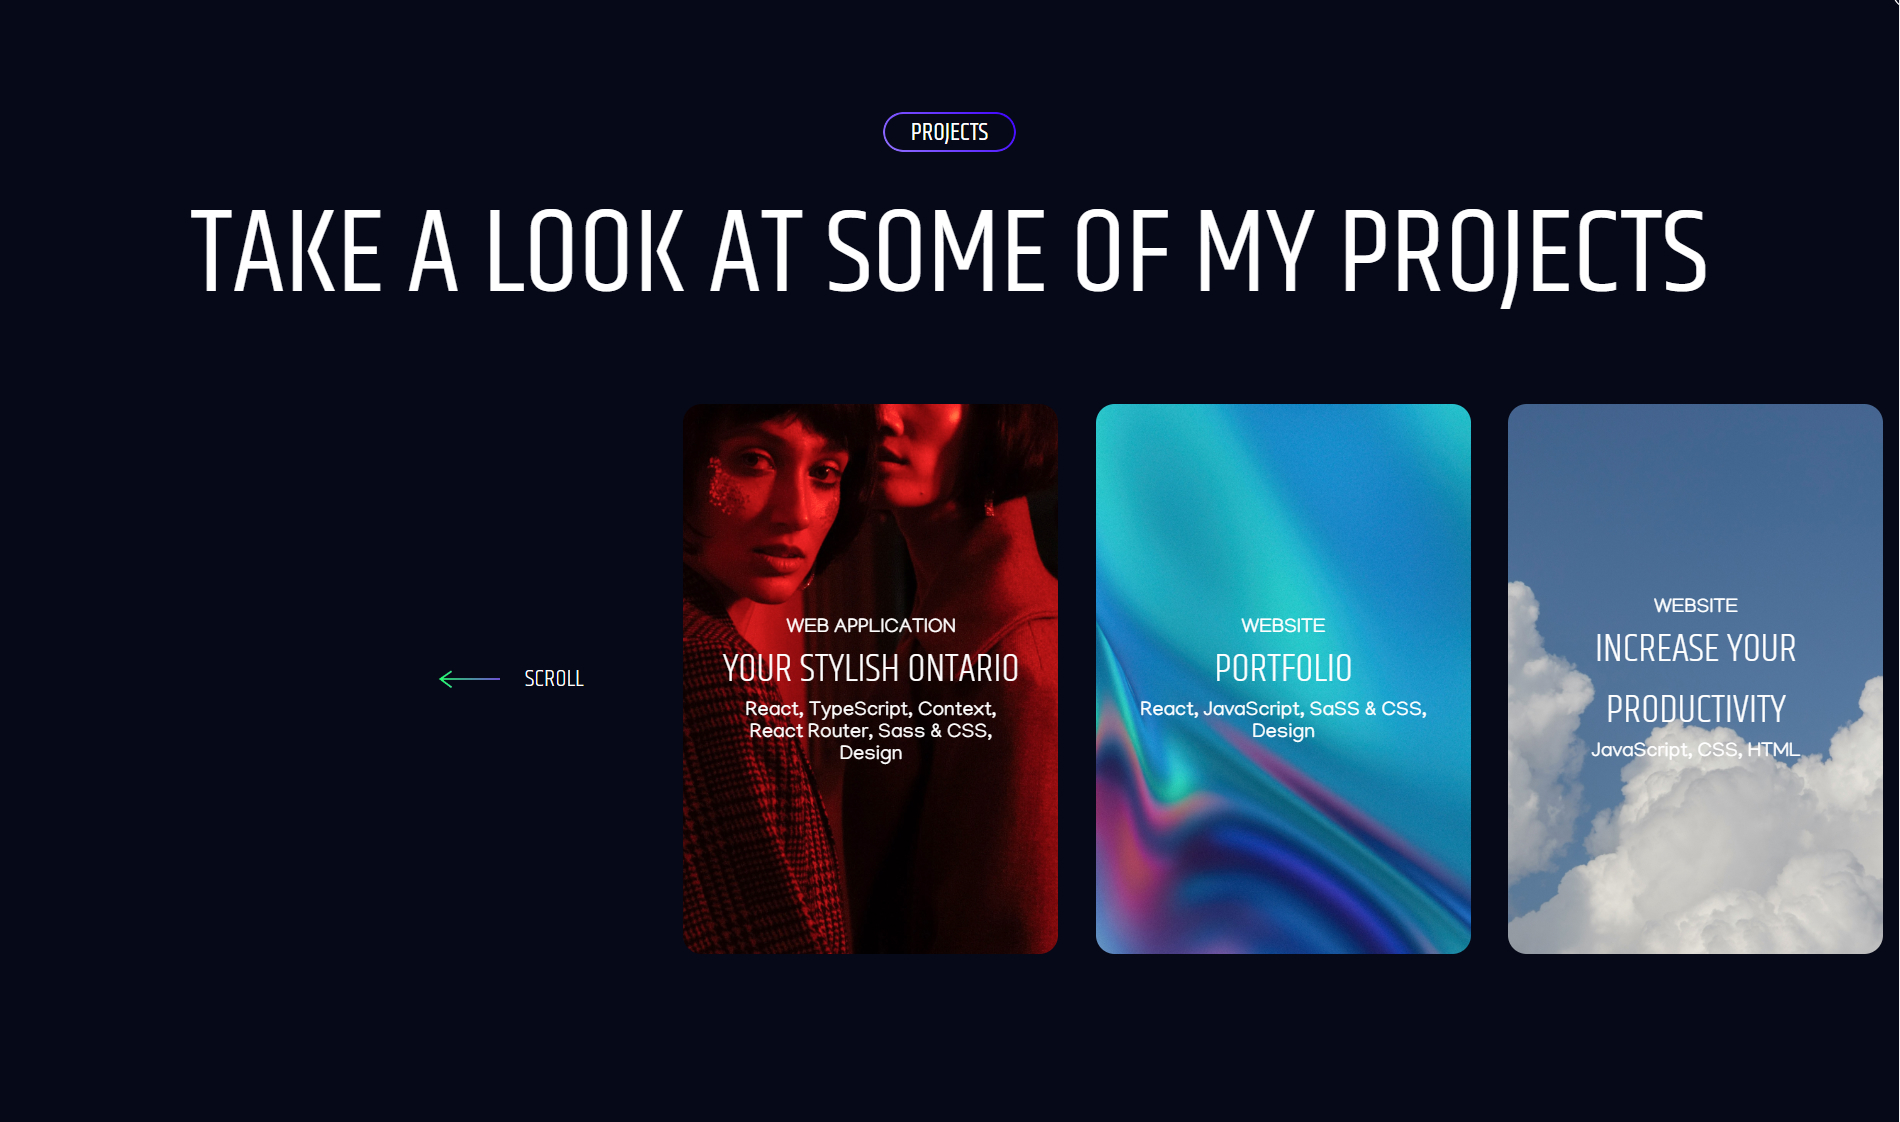 PROJECTS
TAKE A LOOK AT SOME OF MY PROJECTS
SCROLL
WEB APPLICATION
YOUR STYLISH ONTARIO
React, TypeScript, Context,
React Router, Sass & CSS,
Design
WEBSITE
PORTFOLIO
React, JavaScript, SaSS & CSS,
Design
WEBSITE
INCREASE YOUR
PRODUCTIVITY
JavaScript, CSS, HTML